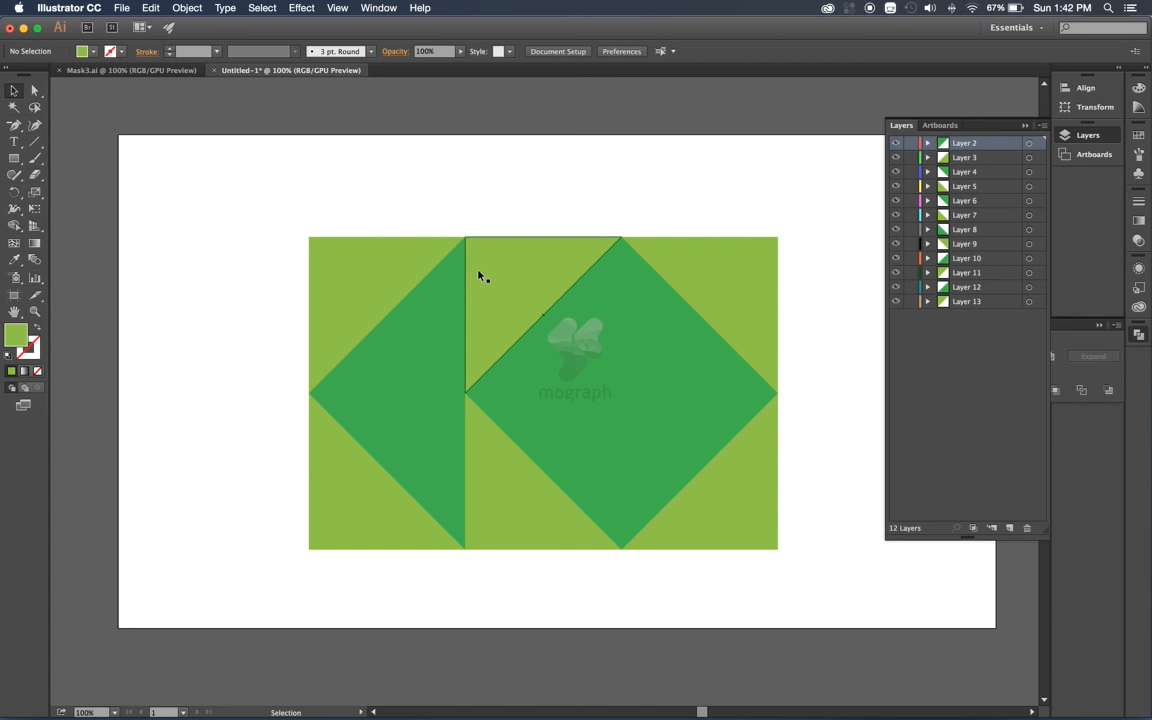 Illustrator CC File Edit Object Type Select Effect View Window Help 67% Sun 1:42 PM
Ai Br St Essentials
No Selection Stroke: 3 pt. Round Opacity: 100% Style: Document Setup Preferences
× Mask3.ai @ 100% (RGB/GPU Preview) × Untitled-1* @ 100% (RGB/GPU Preview)
Align
Transform
Layers
Artboards
Layers Artboards
Layer 2
Layer 3
Layer 4
Layer 5
Layer 6
Layer 7
Layer 8
Layer 9
Layer 10
Layer 11
Layer 12
Layer 13
12 Layers
Expand
mograph
100% 1 Selection